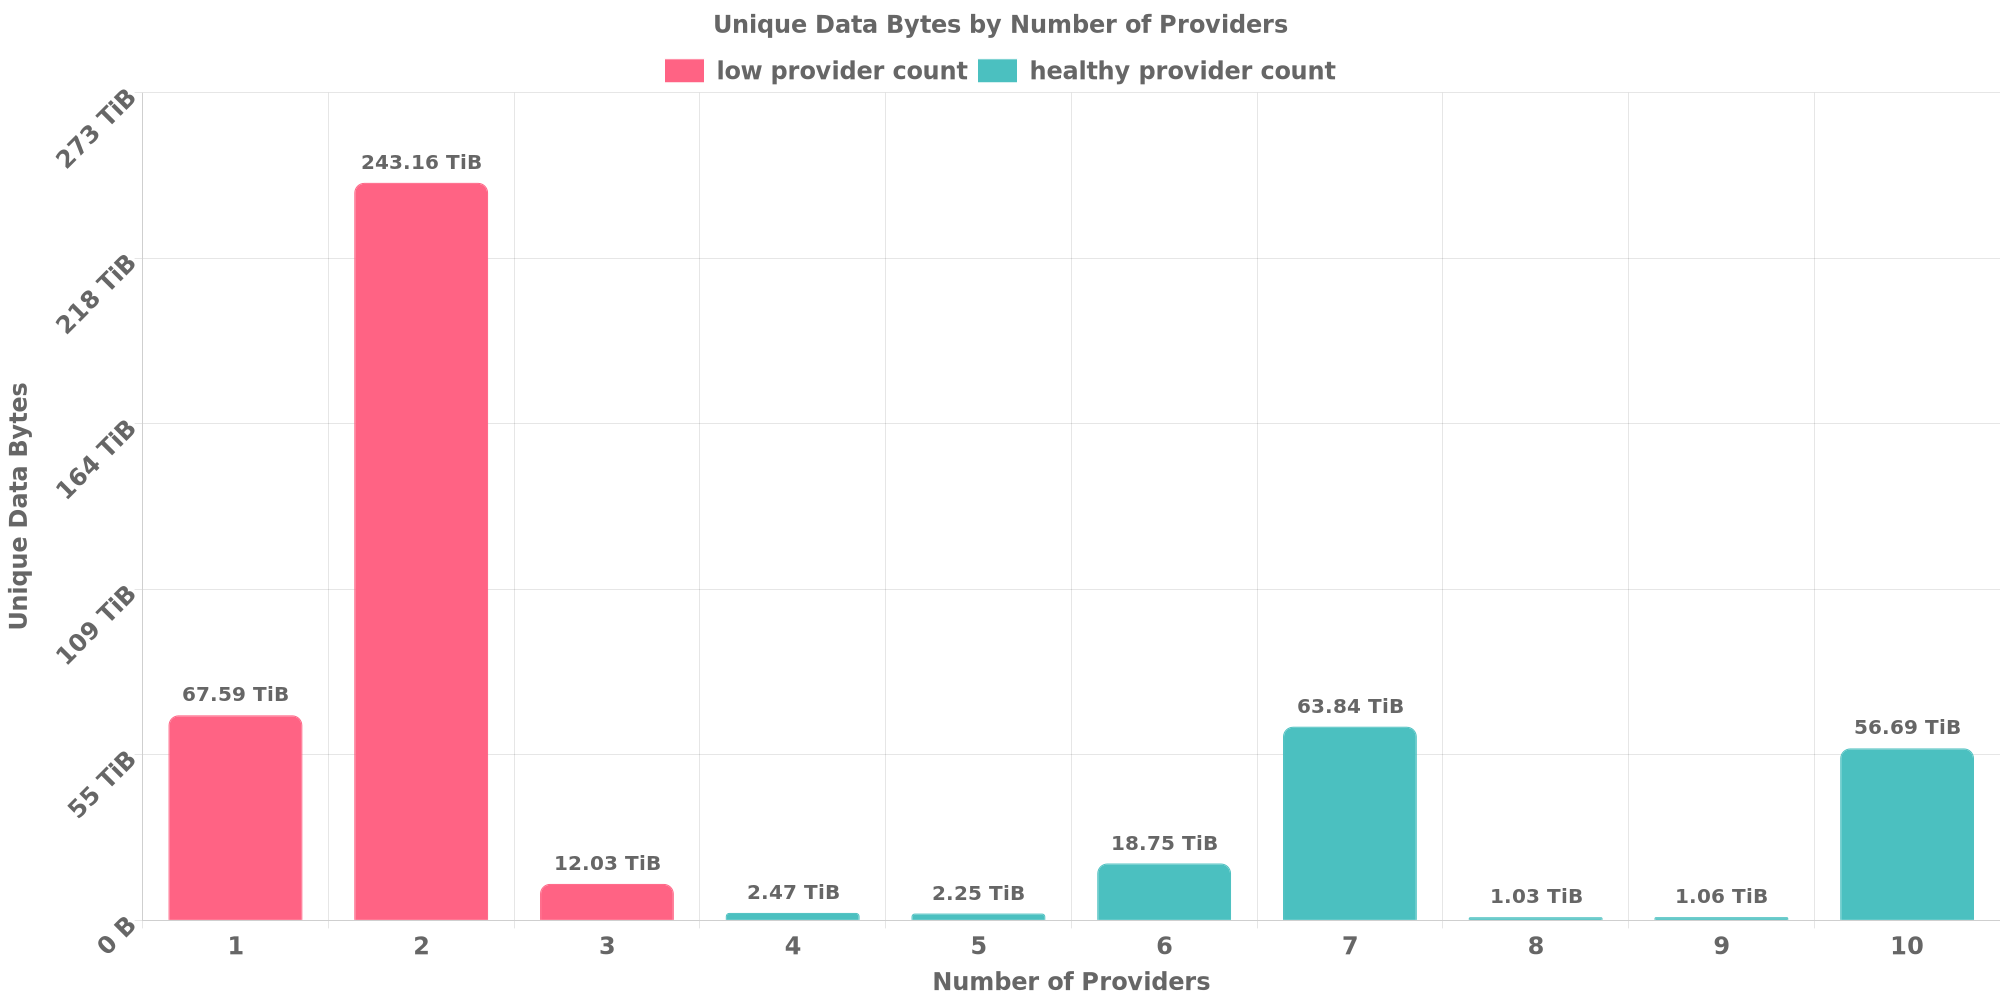 Unique Data Bytes by Number of Providers
low provider count healthy provider count
273 TiB
218 TiB
164 TiB
109 TiB
55 TiB
0 B
Unique Data Bytes
67.59 TiB
243.16 TiB
12.03 TiB
2.47 TiB
2.25 TiB
18.75 TiB
63.84 TiB
1.03 TiB
1.06 TiB
56.69 TiB
1 2 3 4 5 6 7 8 9 10
Number of Providers